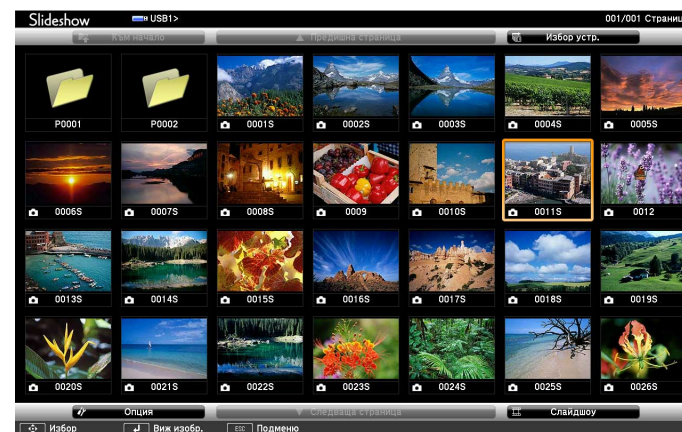 Slideshow USB1> 001/001 Страниц
Към начало Предишна страница Избор устр.
P0001 P0002 0001S 0002S 0003S 0004S 0005S
0006S 0007S 0008S 0009 0010S 0011S 0012
0013S 0014S 0015S 0016S 0017S 0018S 0019S
0020S 0021S 0022S 0023S 0024S 0025S 0026S
Опция Следваща страница Слайдшоу
Избор Виж изобр. ESC Подменю